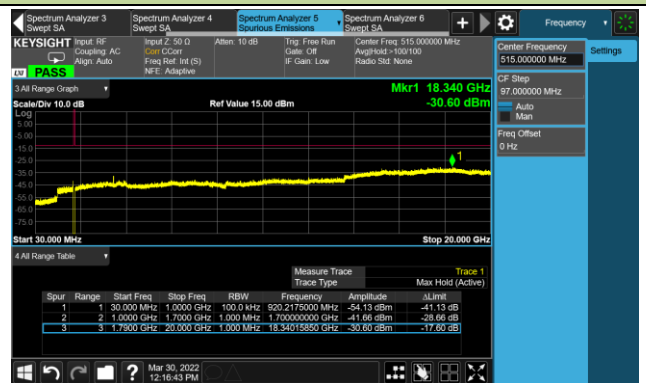 Spectrum Analyzer 3
Swept SA
Spectrum Analyzer 4
Swept SA
Spectrum Analyzer 5
Spurious Emissions
Spectrum Analyzer 6
Swept SA
+
Frequency
KEYSIGHT
Input: RF
Coupling: AC
Align: Auto
Input Z: 50 Ω
Corr CCorr
Freq Ref: Int (S)
NFE: Adaptive
Atten: 10 dB
Trig: Free Run
Gate: Off
IF Gain: Low
Center Freq: 515.000000 MHz
Avg|Hold:>100/100
Radio Std: None
LXI PASS
Center Frequency
515.000000 MHz
Settings
CF Step
97.000000 MHz
Auto
Man
Freq Offset
0 Hz
3 All Range Graph
Mkr1 18.340 GHz
Scale/Div 10.0 dB
Ref Value 15.00 dBm
-30.60 dBm
Log
5.00
-5.00
-15.0
-25.0
-35.0
-45.0
-55.0
-65.0
-75.0
1
Start 30.000 MHz
Stop 20.000 GHz
4 All Range Table
Measure Trace Trace 1
Trace Type Max Hold (Active)
Spur Range Start Freq Stop Freq RBW Frequency Amplitude ΔLimit
1 1 30.000 MHz 1.0000 GHz 100.0 kHz 920.2175000 MHz -54.13 dBm -41.13 dB
2 2 1.0000 GHz 1.7000 GHz 1.000 MHz 1.700000000 GHz -41.66 dBm -28.66 dB
3 3 1.7900 GHz 20.000 GHz 1.000 MHz 18.34015850 GHz -30.60 dBm -17.60 dB
?
Mar 30, 2022
12:16:43 PM